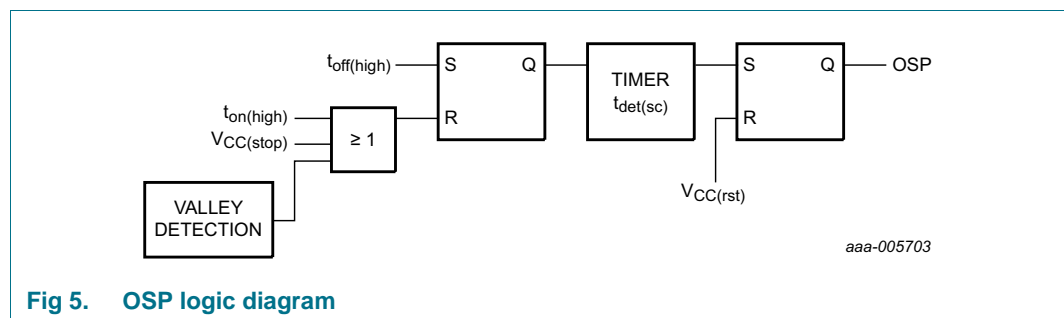 t_off(high)
S
Q
TIMER
t_det(sc)
S
Q
OSP
t_on(high)
V_CC(stop)
≥ 1
R
R
V_CC(rst)
VALLEY
DETECTION
aaa-005703
Fig 5. OSP logic diagram